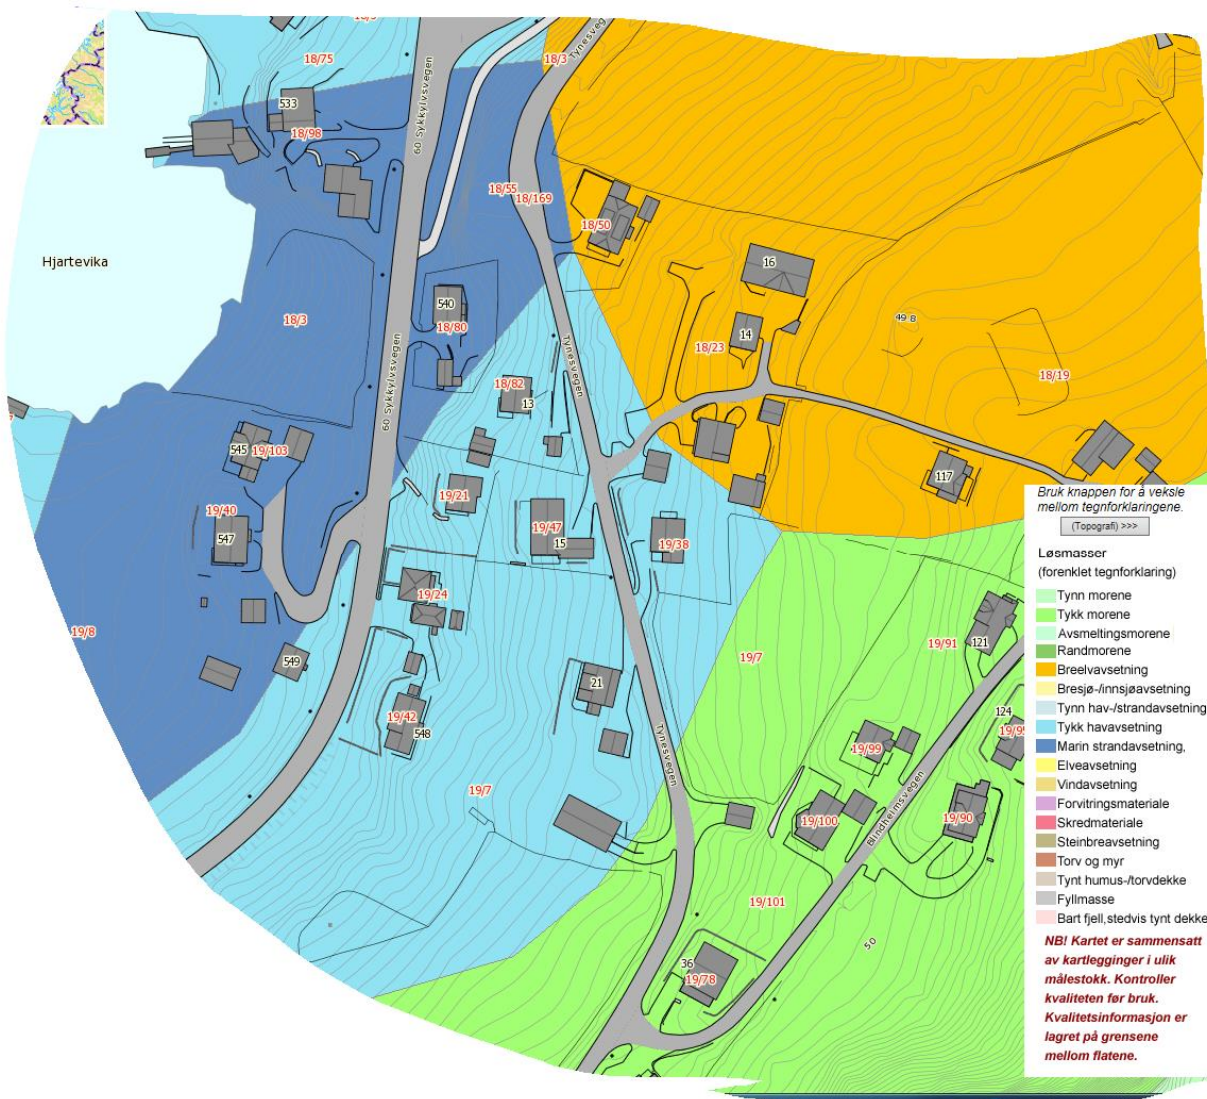 18/75
18/3
Tynesveg
533
18/98
60 Sykkylvsvegen
18/55
18/169
18/50
Hjartevika
16
540
18/3
18/80
14
49 8
18/23
Tynesvegen
18/19
18/82
13
60 Sykkylvsvegen
545
19/103
117
19/21
19/40
19/47
547
15
19/38
19/24
19/8
121
19/91
549
19/7
21
19/42
548
124
19/95
19/99
Tynesvegen
19/7
19/100
19/90
Blindheimsvegen
19/101
50
36
19/78
Bruk knappen for å veksle
mellom tegnforklaringene.
(Topografi) >>>
Løsmasser
(forenklet tegnforklaring)
Tynn morene
Tykk morene
Avsmeltingsmorene
Randmorene
Breelvavsetning
Bresjø-/innsjøavsetning
Tynn hav-/strandavsetning
Tykk havavsetning
Marin strandavsetning,
Elveavsetning
Vindavsetning
Forvitringsmateriale
Skredmateriale
Steinbreavsetning
Torv og myr
Tynt humus-/torvdekke
Fyllmasse
Bart fjell,stedvis tynt dekke
NB! Kartet er sammensatt
av kartlegginger i ulik
målestokk. Kontroller
kvaliteten før bruk.
Kvalitetsinformasjon er
lagret på grensene
mellom flatene.